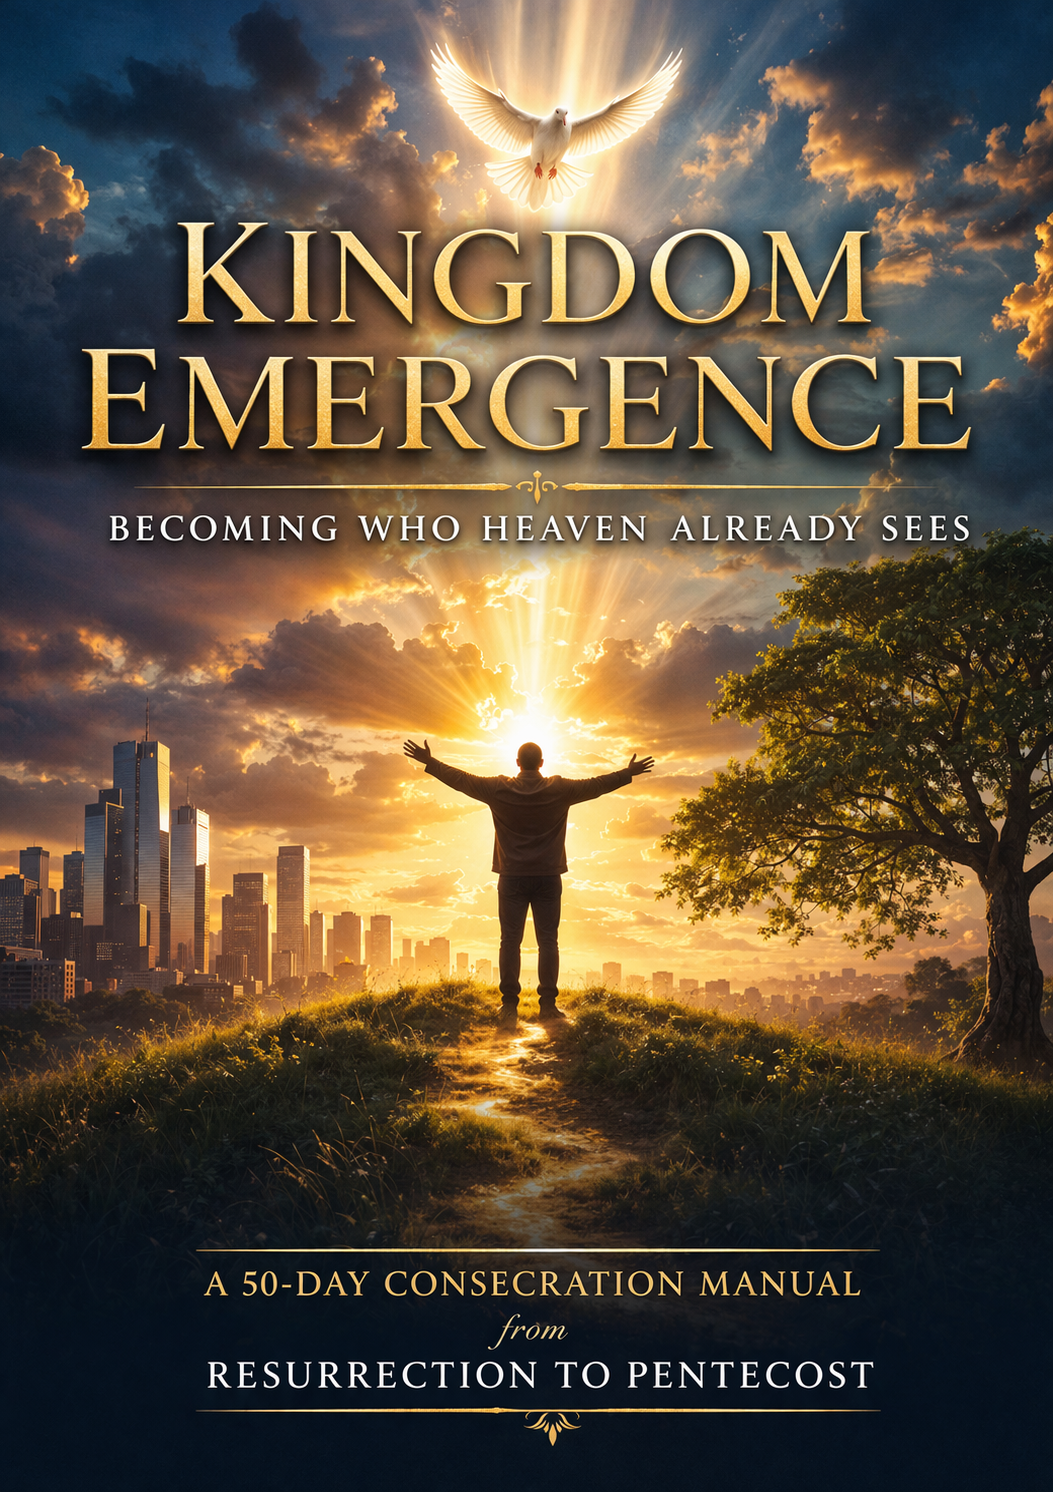 KINGDOM
EMERGENCE
BECOMING WHO HEAVEN ALREADY SEES
A 50-DAY CONSECRATION MANUAL
from
RESURRECTION TO PENTECOST